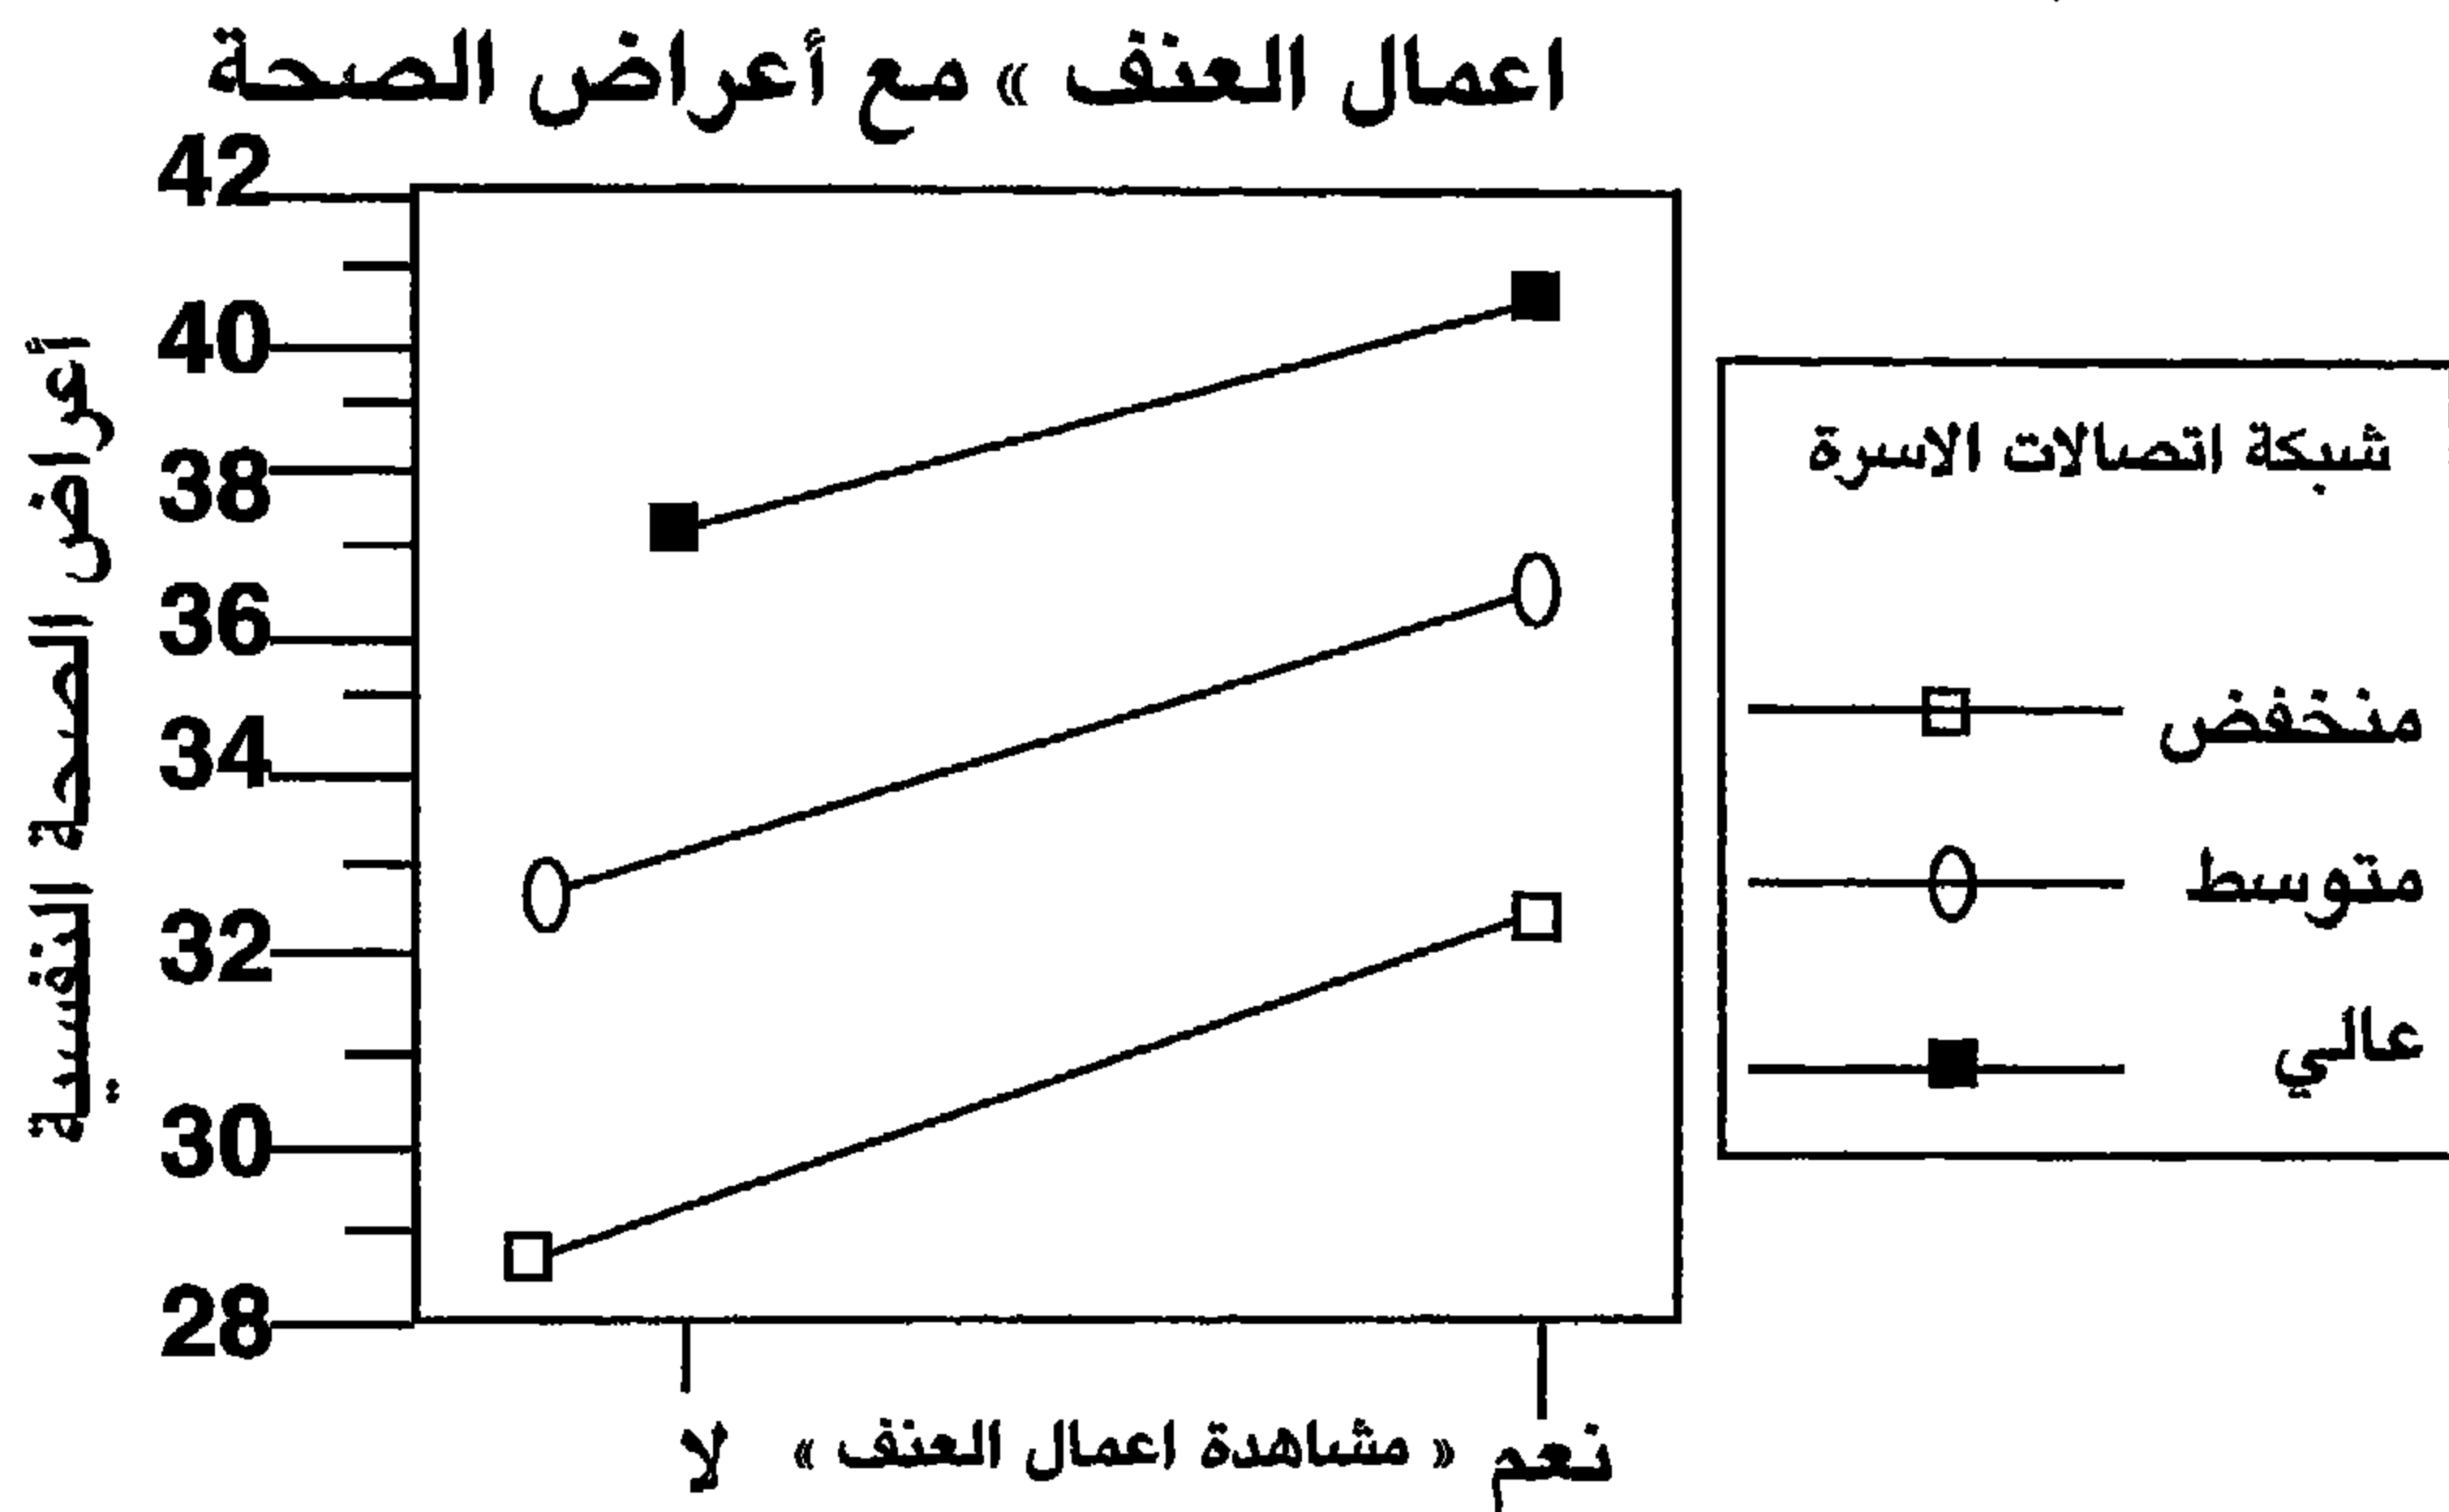 اعمال العنف » مع أعراض الصحة
أعراض الصحة النفسية
42
40
38
36
34
32
30
28
نعم « مشاهدة اعمال العنف » لا
شبكة اتصالات الاسرة
منخفض
متوسط
عالي